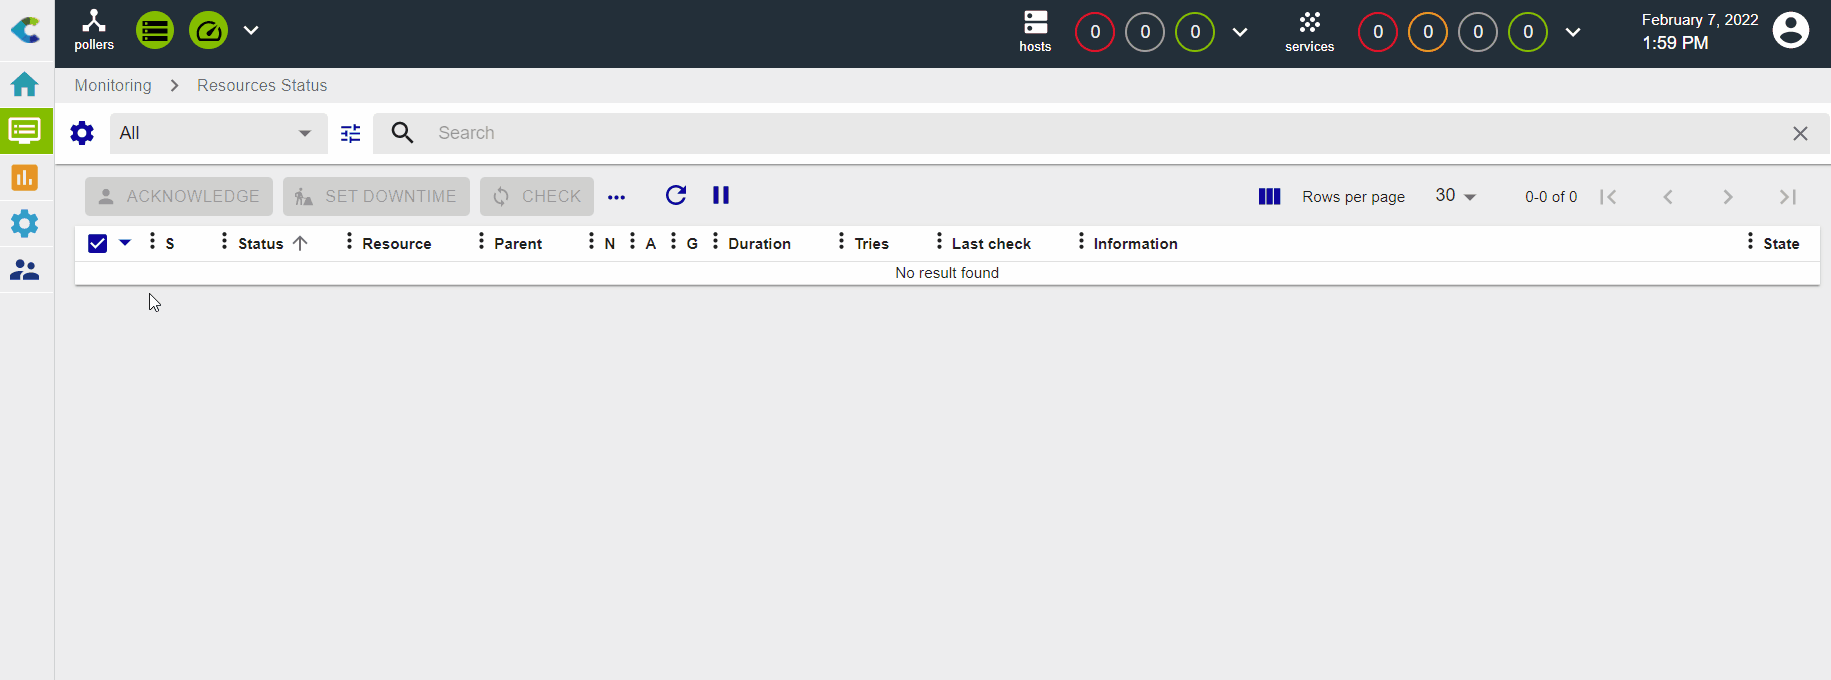 pollers
hosts
0 0 0
services
0 0 0 0
February 7, 2022
1:59 PM
Monitoring > Resources Status
All
Search
ACKNOWLEDGE SET DOWNTIME CHECK ... Rows per page 30 0-0 of 0
S Status Resource Parent N A G Duration Tries Last check Information State
No result found